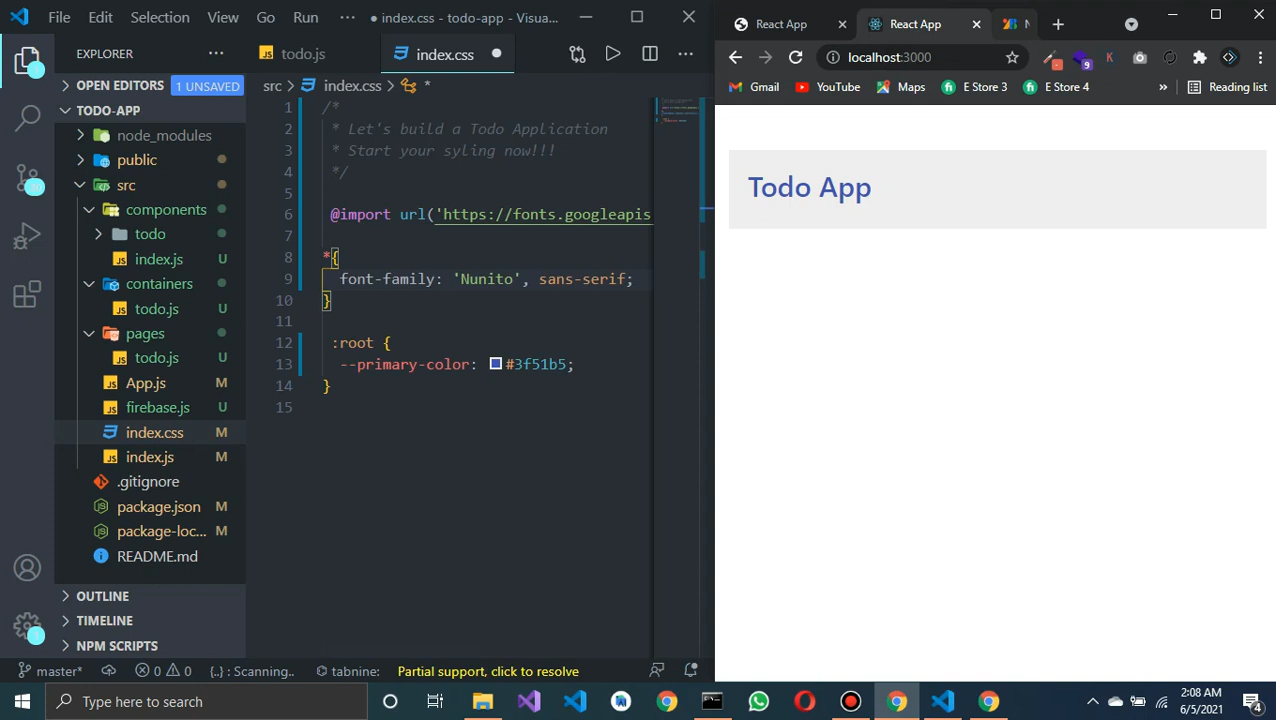 File Edit Selection View Go Run ··· ● index.css - todo-app - Visua...
EXPLORER ···
OPEN EDITORS 1 UNSAVED
TODO-APP
node_modules
public
src
components
todo
index.js
containers
todo.js U
pages
todo.js U
App.js M
firebase.js U
index.css M
index.js M
.gitignore
package.json M
package-loc... M
README.md
OUTLINE
TIMELINE
NPM SCRIPTS
todo.js
index.css
src > index.css > *
1 /*
2 * Let's build a Todo Application
3 * Start your syling now!!!
4 */
5
6 @import url('https://fonts.googleapis
7
8 *{
9 font-family: 'Nunito', sans-serif;
10 }
11
12 :root {
13 --primary-color: #3f51b5;
14 }
15
master* 0 0 {..} : Scanning.. tabnine: Partial support, click to resolve
React App
React App
localhost:3000
9
K
Gmail YouTube Maps E Store 3 E Store 4 » Reading list
Todo App
Type here to search
2:08 AM
6/5/2021
4